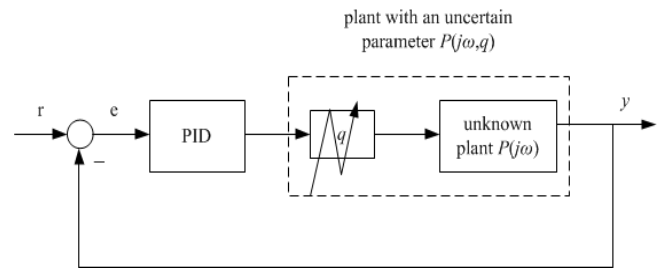 plant with an uncertain
parameter P(jω,q)
r
e
PID
q
unknown
plant P(jω)
y
−